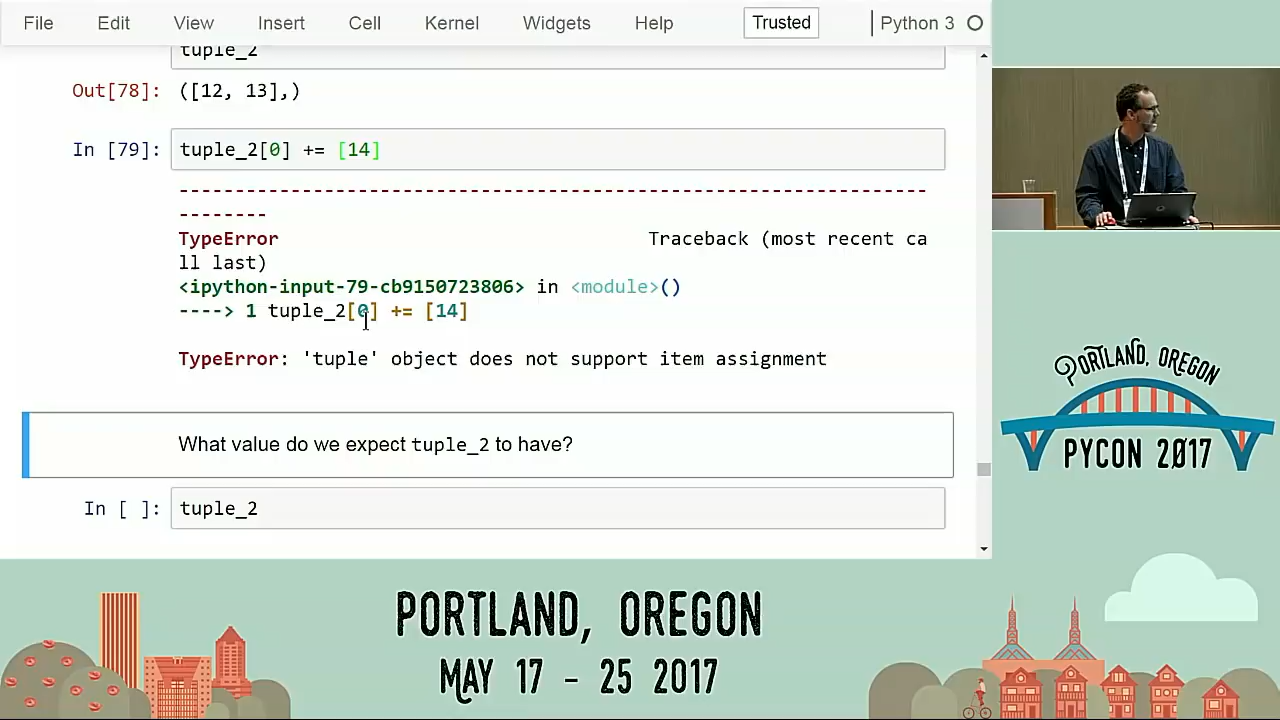 File Edit View Insert Cell Kernel Widgets Help Trusted Python 3
tuple_2
Out[78]: ([12, 13],)
In [79]: tuple_2[0] += [14]
---------------------------------------------------------------------------
TypeError Traceback (most recent ca
ll last)
<ipython-input-79-cb9150723806> in <module>()
----> 1 tuple_2[0] += [14]
TypeError: 'tuple' object does not support item assignment
What value do we expect tuple_2 to have?
In [ ]: tuple_2
PORTLAND, OREGON
PYCON 2017
PORTLAND, OREGON
MAY 17 - 25 2017